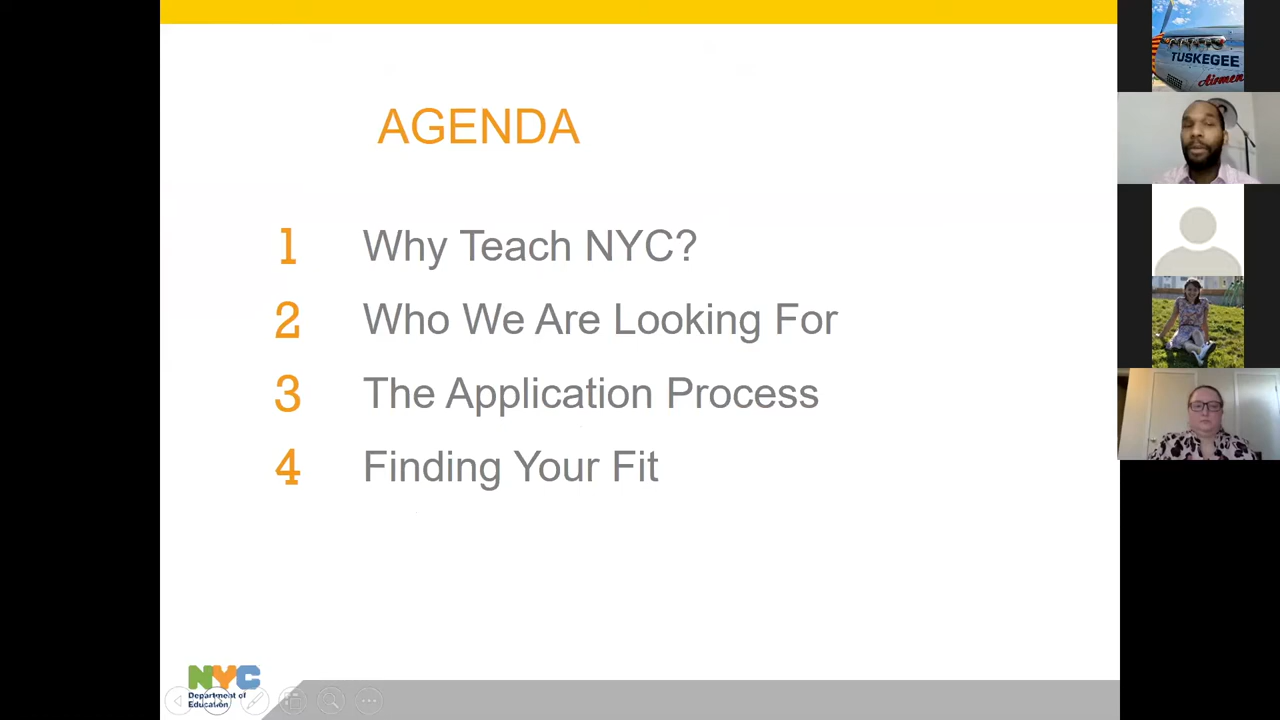 AGENDA
1 Why Teach NYC?
2 Who We Are Looking For
3 The Application Process
4 Finding Your Fit
NYC
Department of
Education
TUSKEGEE
Airmen